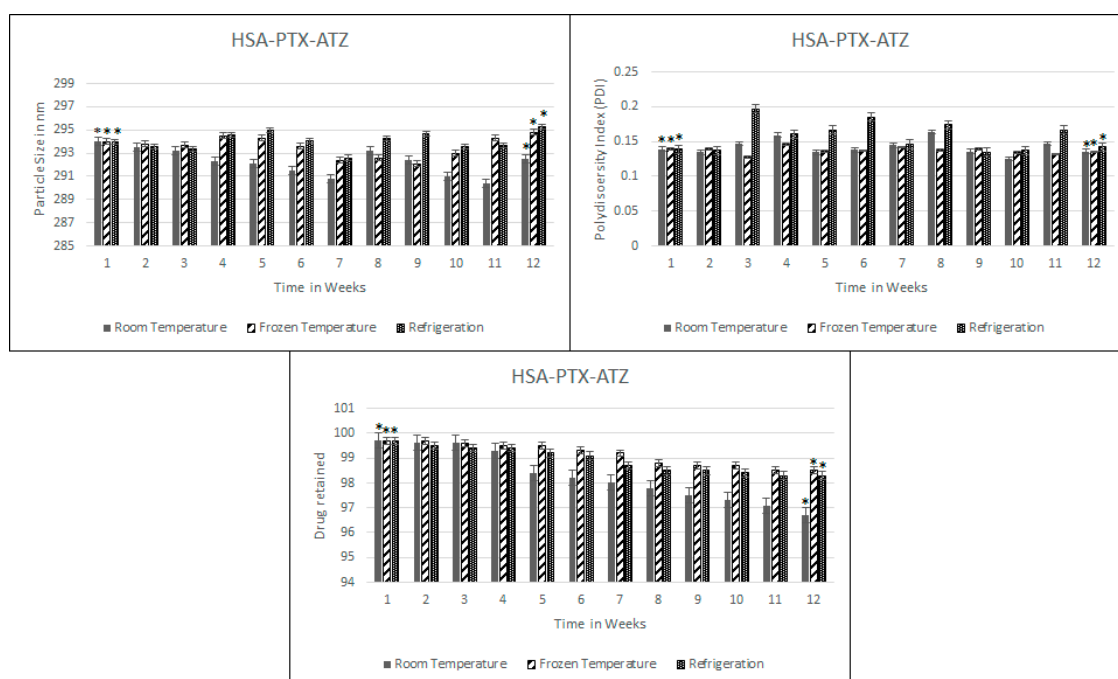 HSA-PTX-ATZ
Particle Size in nm
299
297
295
293
291
289
287
285
* * *
* * *
1 2 3 4 5 6 7 8 9 10 11 12
Time in Weeks
Room Temperature Frozen Temperature Refrigeration
HSA-PTX-ATZ
Polydisoersity Index (PDI)
0.25
0.2
0.15
0.1
0.05
0
* * *
* * *
1 2 3 4 5 6 7 8 9 10 11 12
Time in Weeks
Room Temperature Frozen Temperature Refrigeration
HSA-PTX-ATZ
Drug retained
101
100
99
98
97
96
95
94
* * *
* * *
1 2 3 4 5 6 7 8 9 10 11 12
Time in Weeks
Room Temperature Frozen Temperature Refrigeration